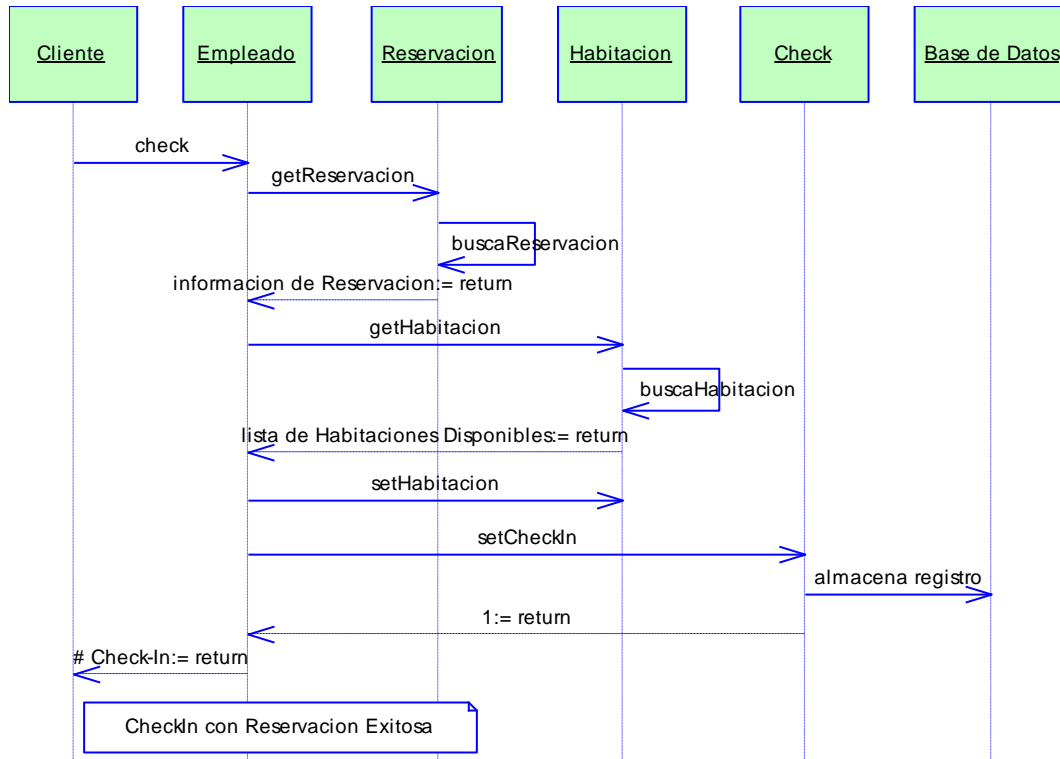 Cliente
Empleado
Reservacion
Habitacion
Check
Base de Datos
check
getReservacion
buscaReservacion
informacion de Reservacion:= return
getHabitacion
buscaHabitacion
lista de Habitaciones Disponibles:= return
setHabitacion
setCheckIn
almacena registro
1:= return
# Check-In:= return
CheckIn con Reservacion Exitosa